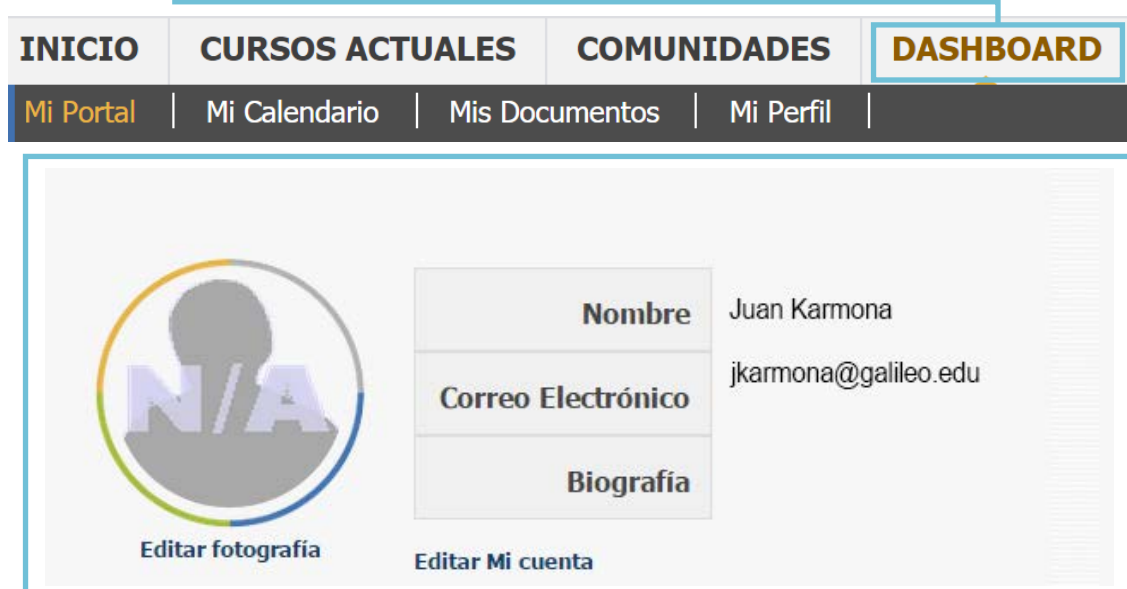 INICIO CURSOS ACTUALES COMUNIDADES DASHBOARD
Mi Portal Mi Calendario Mis Documentos Mi Perfil
N/A
Editar fotografía
Nombre Juan Karmona
Correo Electrónico jkarmona@galileo.edu
Biografía
Editar Mi cuenta